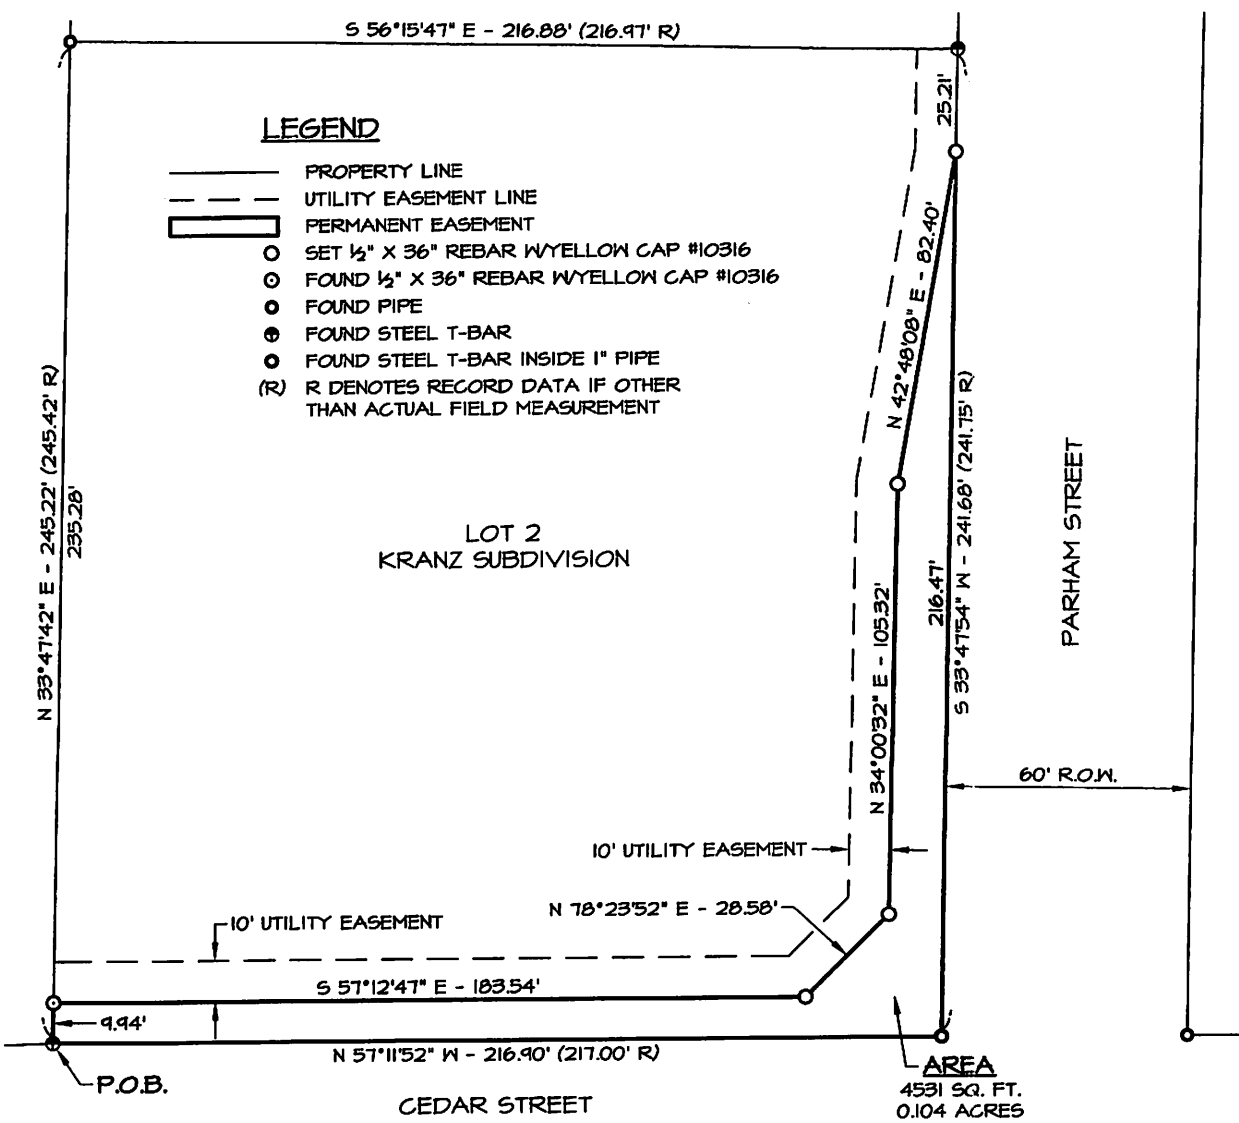 S 56°15'47" E - 216.88' (216.97' R)
25.21'
LEGEND
PROPERTY LINE
UTILITY EASEMENT LINE
PERMANENT EASEMENT
SET ½" X 36" REBAR W/YELLOW CAP #10316
FOUND ½" X 36" REBAR W/YELLOW CAP #10316
FOUND PIPE
FOUND STEEL T-BAR
FOUND STEEL T-BAR INSIDE 1" PIPE
(R) R DENOTES RECORD DATA IF OTHER
THAN ACTUAL FIELD MEASUREMENT
N 42°48'08" E - 82.40'
N 33°47'42" E - 245.22' (245.42' R)
235.28'
LOT 2
KRANZ SUBDIVISION
216.47'
S 33°47'54" W - 241.68' (241.75' R)
PARHAM STREET
N 34°00'32" E - 105.32'
60' R.O.W.
10' UTILITY EASEMENT
N 78°23'52" E - 28.58'
10' UTILITY EASEMENT
S 57°12'47" E - 183.54'
9.94'
N 57°11'52" W - 216.90' (217.00' R)
P.O.B.
CEDAR STREET
AREA
4531 SQ. FT.
0.104 ACRES